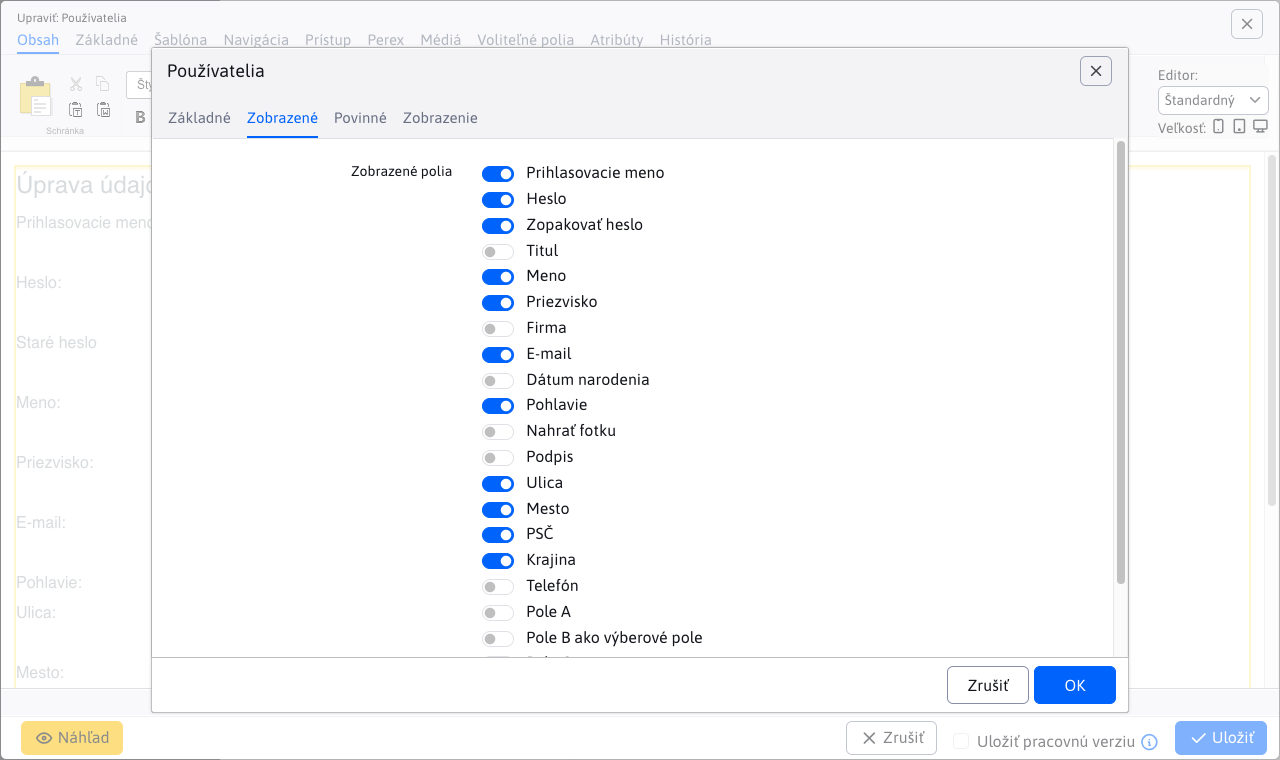 Upraviť: Používatelia
Obsah Základné Šablóna Navigácia Prístup Perex Médiá Voliteľné polia Atribúty História
Schránka
B
Editor:
Štandardný
Veľkosť:
Úprava údajo
Prihlasovacie meno
Heslo:
Staré heslo
Meno:
Priezvisko:
E-mail:
Pohlavie:
Ulica:
Mesto:
Používatelia
Základné Zobrazené Povinné Zobrazenie
Zobrazené polia
Prihlasovacie meno
Heslo
Zopakovať heslo
Titul
Meno
Priezvisko
Firma
E-mail
Dátum narodenia
Pohlavie
Nahrať fotku
Podpis
Ulica
Mesto
PSČ
Krajina
Telefón
Pole A
Pole B ako výberové pole
Zrušiť OK
Náhľad Zrušiť Uložiť pracovnú verziu Uložiť